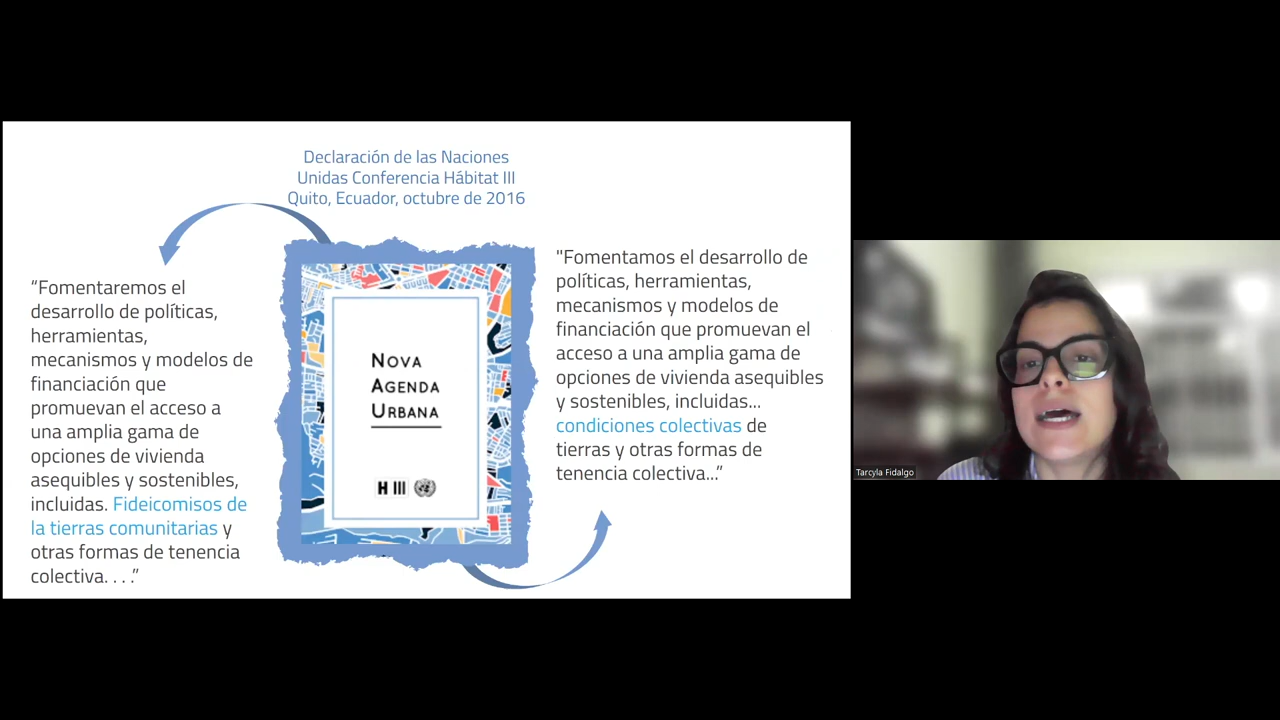 Declaración de las Naciones
Unidas Conferencia Hábitat III
Quito, Ecuador, octubre de 2016
“Fomentaremos el
desarrollo de políticas,
herramientas,
mecanismos y modelos de
financiación que
promuevan el acceso a
una amplia gama de
opciones de vivienda
asequibles y sostenibles,
incluidas. Fideicomisos de
la tierras comunitarias y
otras formas de tenencia
colectiva. . . .”
NOVA
AGENDA
URBANA
H III
"Fomentamos el desarrollo de
políticas, herramientas,
mecanismos y modelos de
financiación que promuevan el
acceso a una amplia gama de
opciones de vivienda asequibles
y sostenibles, incluidas...
condiciones colectivas de
tierras y otras formas de
tenencia colectiva...”
Tarcyla Fidalgo